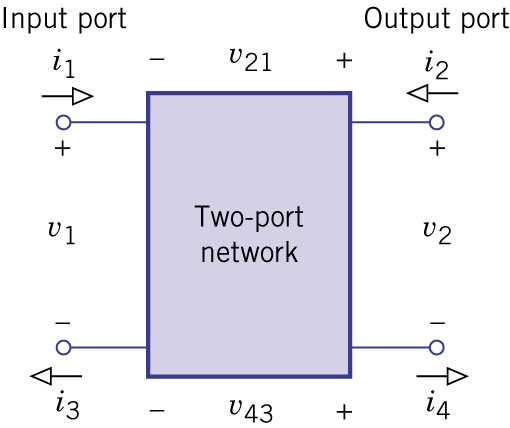 Input port Output port
i1 − v21 + i2
+ +
v1 Two-port network v2
− −
i3 − v43 + i4